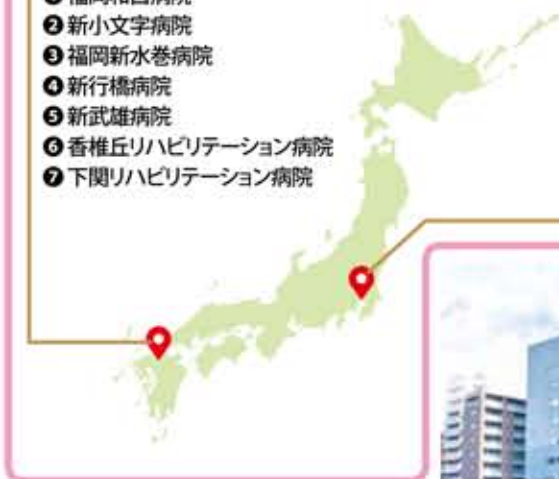 ❷新小文字病院
❸福岡新水巻病院
❹新行橋病院
❺新武雄病院
❻香椎丘リハビリテーション病院
❼下関リハビリテーション病院